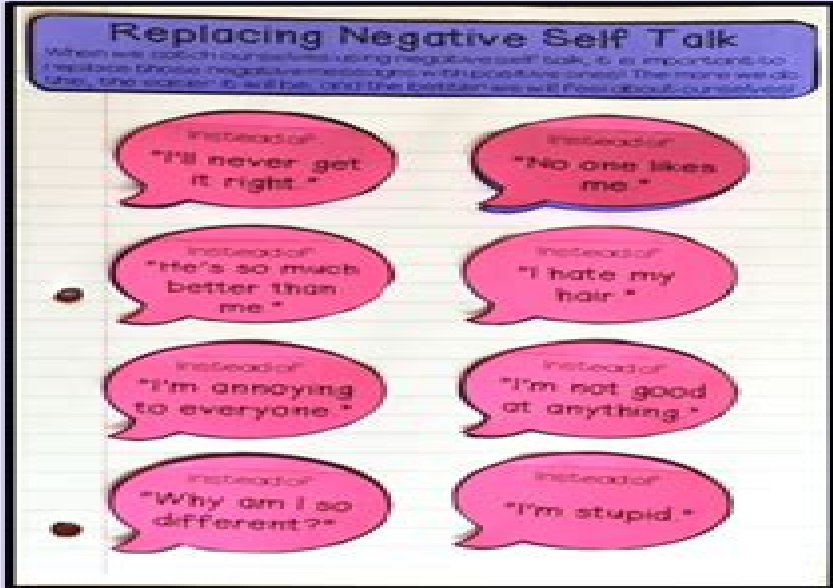 Replacing Negative Self Talk
When we catch ourselves using negative self talk, it is important to
replace those negative messages with positive ones! The more we do
this, the easier it will be, and the better we will feel about ourselves!
Instead of
"I'll never get
it right."
Instead of
"No one likes
me."
Instead of
"He's so much
better than
me."
Instead of
"I hate my
hair."
Instead of
"I'm annoying
to everyone."
Instead of
"I'm not good
at anything."
Instead of
"Why am I so
different?"
Instead of
"I'm stupid."